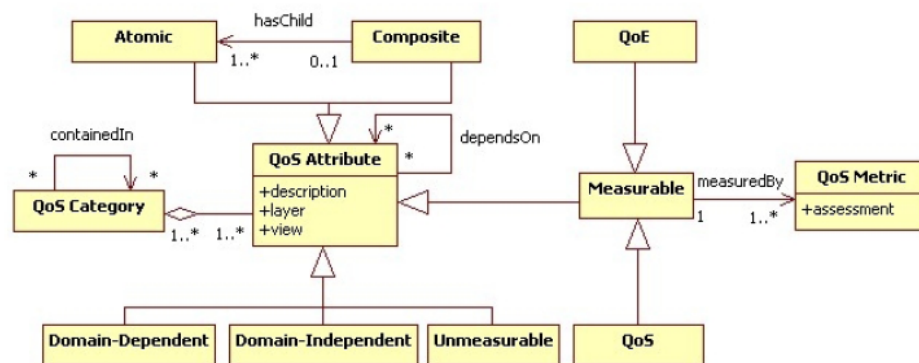 hasChild
Atomic
Composite
QoE
1..*
0..1
containedIn
*
dependsOn
QoS Attribute
*
+description
+layer
+view
*
*
QoS Category
1..*
1..*
Measurable
measuredBy
1
1..*
QoS Metric
+assessment
Domain-Dependent
Domain-Independent
Unmeasurable
QoS